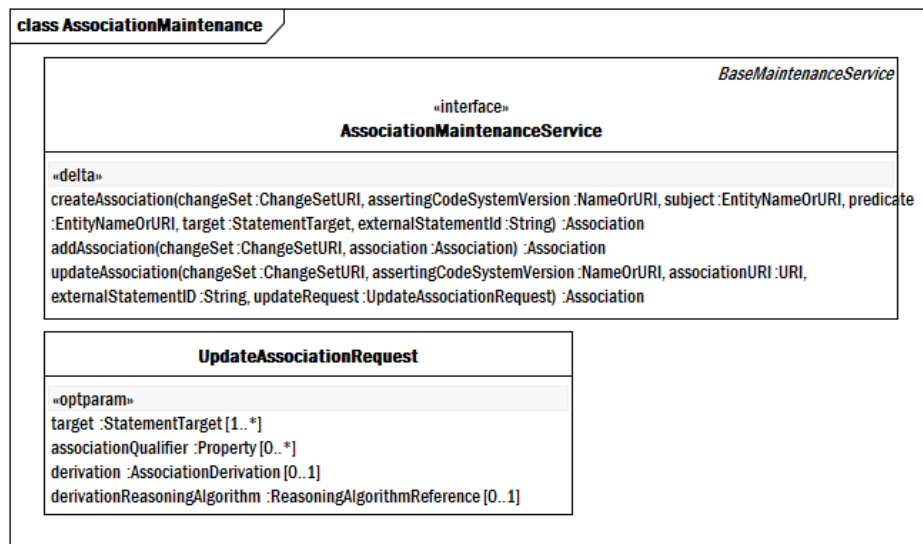 class AssociationMaintenance
BaseMaintenanceService
«interface»
AssociationMaintenanceService
«delta»
createAssociation(changeSet :ChangeSetURI, assertingCodeSystemVersion :NameOrURI, subject :EntityNameOrURI, predicate
:EntityNameOrURI, target :StatementTarget, externalStatementId :String) :Association
addAssociation(changeSet :ChangeSetURI, association :Association) :Association
updateAssociation(changeSet :ChangeSetURI, assertingCodeSystemVersion :NameOrURI, associationURI :URI,
externalStatementID :String, updateRequest :UpdateAssociationRequest) :Association
UpdateAssociationRequest
«optparam»
target :StatementTarget [1..*]
associationQualifier :Property [0..*]
derivation :AssociationDerivation [0..1]
derivationReasoningAlgorithm :ReasoningAlgorithmReference [0..1]